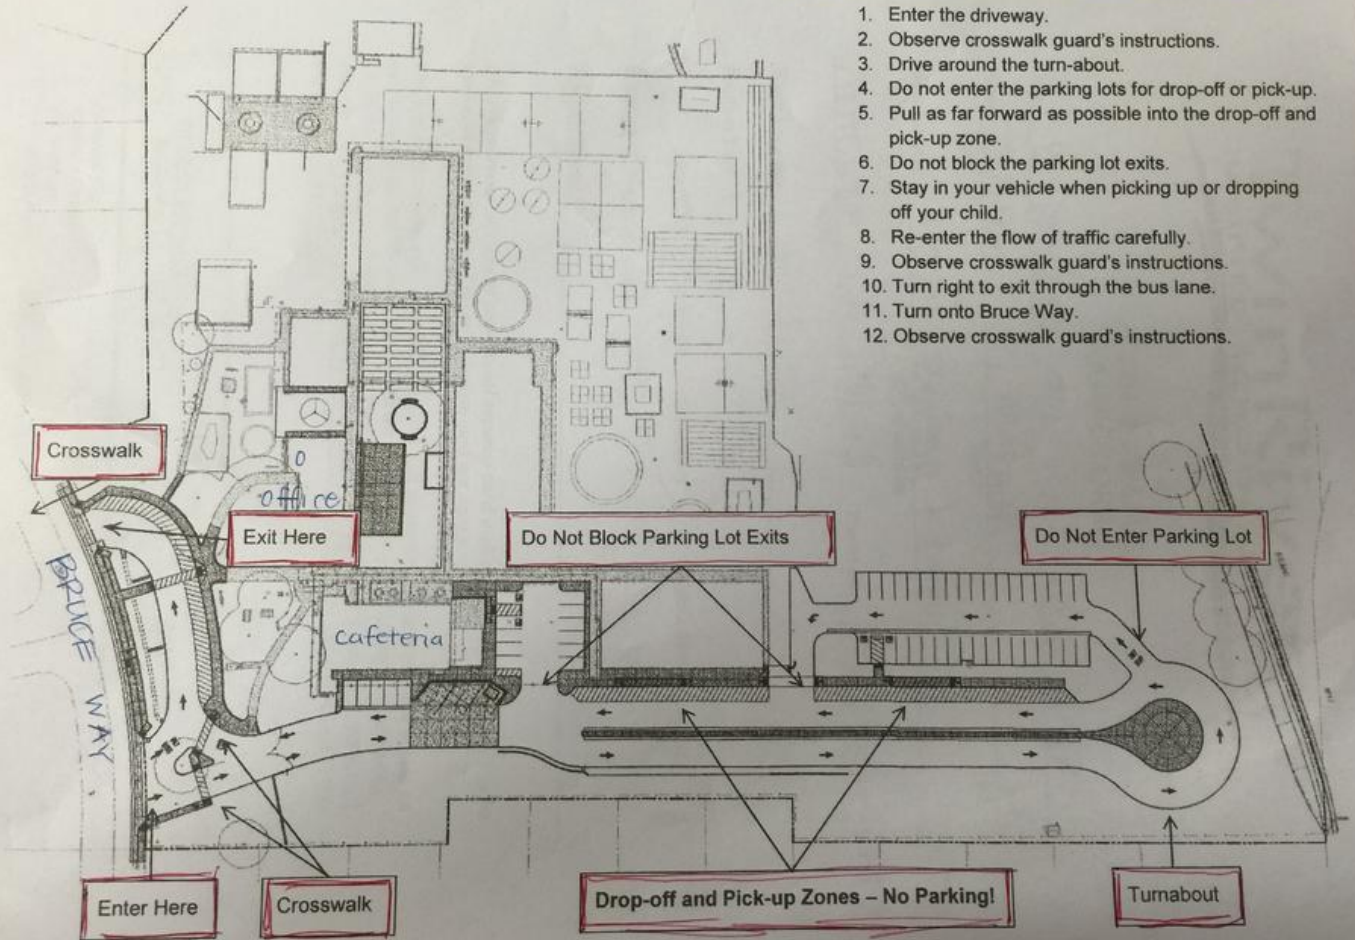 1. Enter the driveway.
2. Observe crosswalk guard's instructions.
3. Drive around the turn-about.
4. Do not enter the parking lots for drop-off or pick-up.
5. Pull as far forward as possible into the drop-off and
pick-up zone.
6. Do not block the parking lot exits.
7. Stay in your vehicle when picking up or dropping
off your child.
8. Re-enter the flow of traffic carefully.
9. Observe crosswalk guard's instructions.
10. Turn right to exit through the bus lane.
11. Turn onto Bruce Way.
12. Observe crosswalk guard's instructions.
Crosswalk
office
Exit Here
Do Not Block Parking Lot Exits
Do Not Enter Parking Lot
BRUCE WAY
cafeteria
Enter Here
Crosswalk
Drop-off and Pick-up Zones – No Parking!
Turnabout